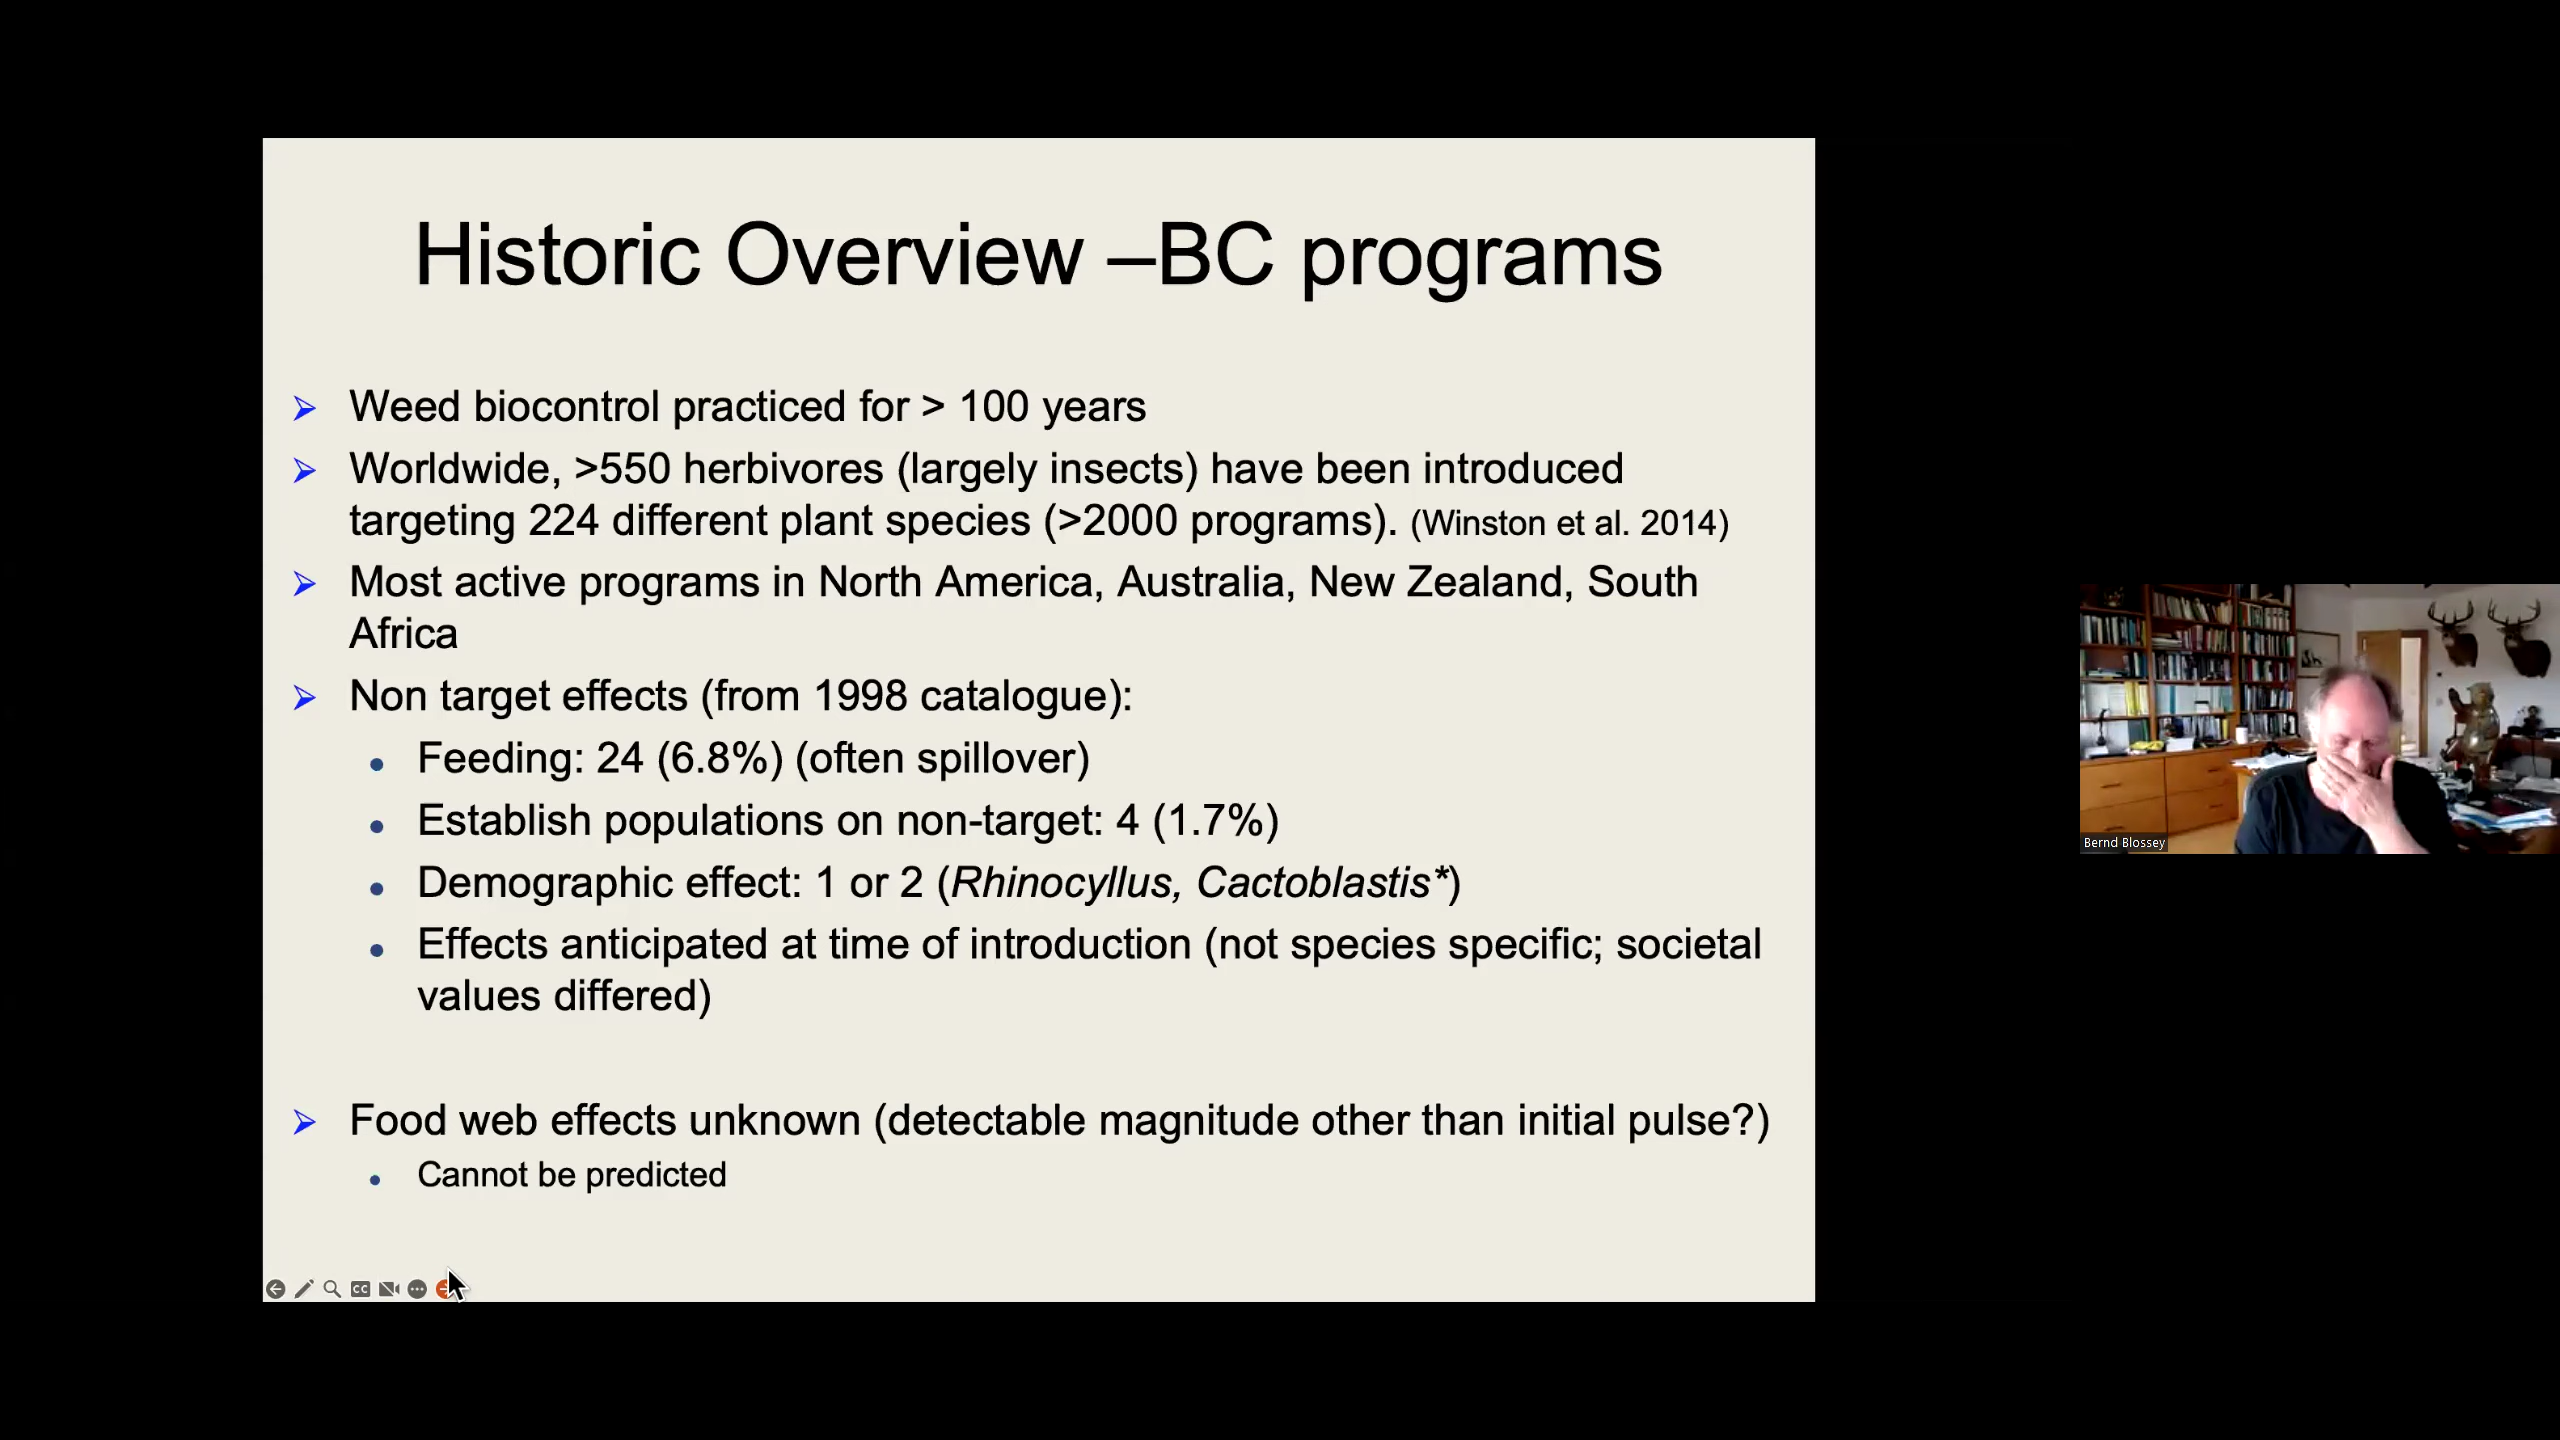 Historic Overview –BC programs
Weed biocontrol practiced for > 100 years
Worldwide, >550 herbivores (largely insects) have been introduced
targeting 224 different plant species (>2000 programs). (Winston et al. 2014)
Most active programs in North America, Australia, New Zealand, South
Africa
Non target effects (from 1998 catalogue):
Feeding: 24 (6.8%) (often spillover)
Establish populations on non-target: 4 (1.7%)
Demographic effect: 1 or 2 (Rhinocyllus, Cactoblastis*)
Effects anticipated at time of introduction (not species specific; societal
values differed)
Food web effects unknown (detectable magnitude other than initial pulse?)
Cannot be predicted
CC
Bernd Blossey